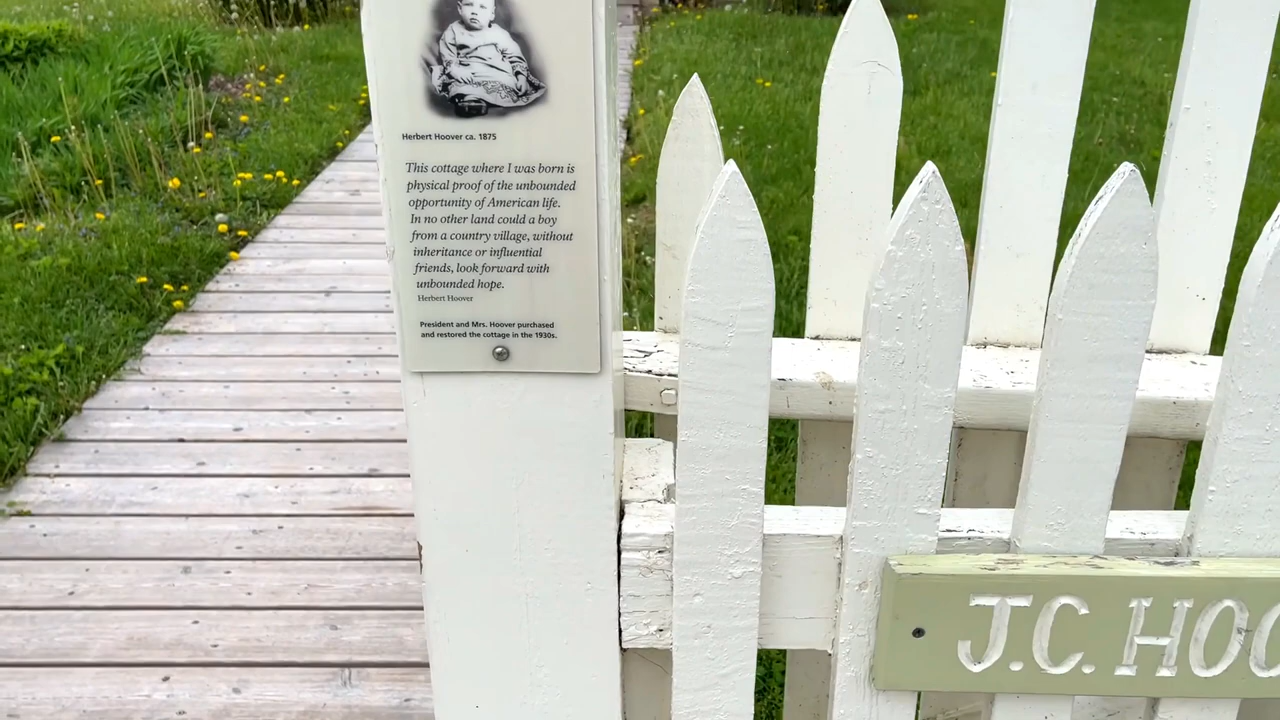 Herbert Hoover ca. 1875
This cottage where I was born is
physical proof of the unbounded
opportunity of American life.
In no other land could a boy
from a country village, without
inheritance or influential
friends, look forward with
unbounded hope.
Herbert Hoover
President and Mrs. Hoover purchased
and restored the cottage in the 1930s.
J.C. HOO